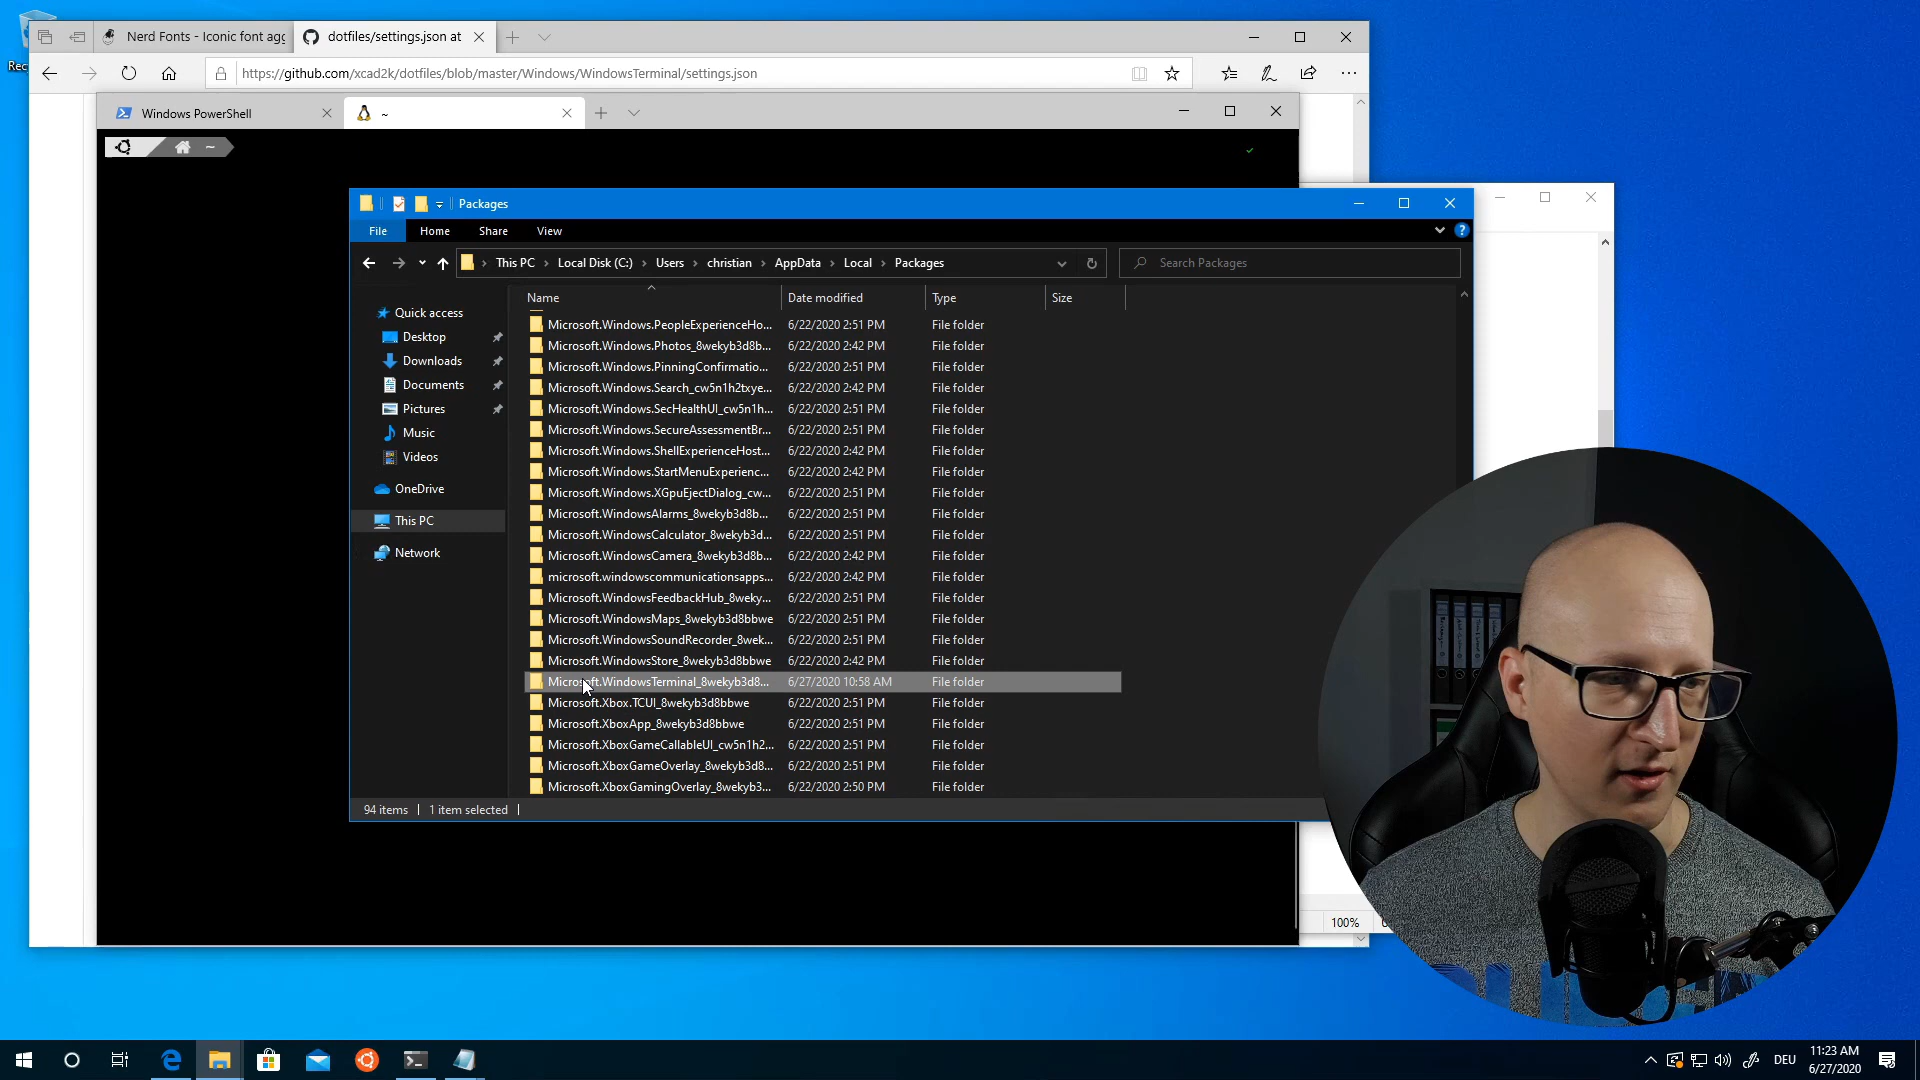 Rec
Nerd Fonts - Iconic font agg
dotfiles/settings.json at
https://github.com/xcad2k/dotfiles/blob/master/Windows/WindowsTerminal/settings.json
Windows PowerShell
~
~
Packages
File Home Share View
This PC Local Disk (C:) Users christian AppData Local Packages
Search Packages
Name Date modified Type Size
Quick access
Desktop
Downloads
Documents
Pictures
Music
Videos
OneDrive
This PC
Network
Microsoft.Windows.PeopleExperienceHo... 6/22/2020 2:51 PM File folder
Microsoft.Windows.Photos_8wekyb3d8b... 6/22/2020 2:42 PM File folder
Microsoft.Windows.PinningConfirmatio... 6/22/2020 2:51 PM File folder
Microsoft.Windows.Search_cw5n1h2txye... 6/22/2020 2:42 PM File folder
Microsoft.Windows.SecHealthUI_cw5n1h... 6/22/2020 2:51 PM File folder
Microsoft.Windows.SecureAssessmentBr... 6/22/2020 2:51 PM File folder
Microsoft.Windows.ShellExperienceHost... 6/22/2020 2:42 PM File folder
Microsoft.Windows.StartMenuExperienc... 6/22/2020 2:42 PM File folder
Microsoft.Windows.XGpuEjectDialog_cw... 6/22/2020 2:51 PM File folder
Microsoft.WindowsAlarms_8wekyb3d8b... 6/22/2020 2:51 PM File folder
Microsoft.WindowsCalculator_8wekyb3d... 6/22/2020 2:51 PM File folder
Microsoft.WindowsCamera_8wekyb3d8b... 6/22/2020 2:42 PM File folder
microsoft.windowscommunicationsapps... 6/22/2020 2:42 PM File folder
Microsoft.WindowsFeedbackHub_8weky... 6/22/2020 2:51 PM File folder
Microsoft.WindowsMaps_8wekyb3d8bbwe 6/22/2020 2:51 PM File folder
Microsoft.WindowsSoundRecorder_8wek... 6/22/2020 2:51 PM File folder
Microsoft.WindowsStore_8wekyb3d8bbwe 6/22/2020 2:42 PM File folder
Microsoft.WindowsTerminal_8wekyb3d8... 6/27/2020 10:58 AM File folder
Microsoft.Xbox.TCUI_8wekyb3d8bbwe 6/22/2020 2:51 PM File folder
Microsoft.XboxApp_8wekyb3d8bbwe 6/22/2020 2:51 PM File folder
Microsoft.XboxGameCallableUI_cw5n1h2... 6/22/2020 2:51 PM File folder
Microsoft.XboxGameOverlay_8wekyb3d8... 6/22/2020 2:51 PM File folder
Microsoft.XboxGamingOverlay_8wekyb3... 6/22/2020 2:50 PM File folder
94 items 1 item selected
100%
DEU
11:23 AM
6/27/2020